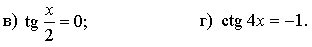 в) tg x/2 = 0; г) ctg 4x = −1.